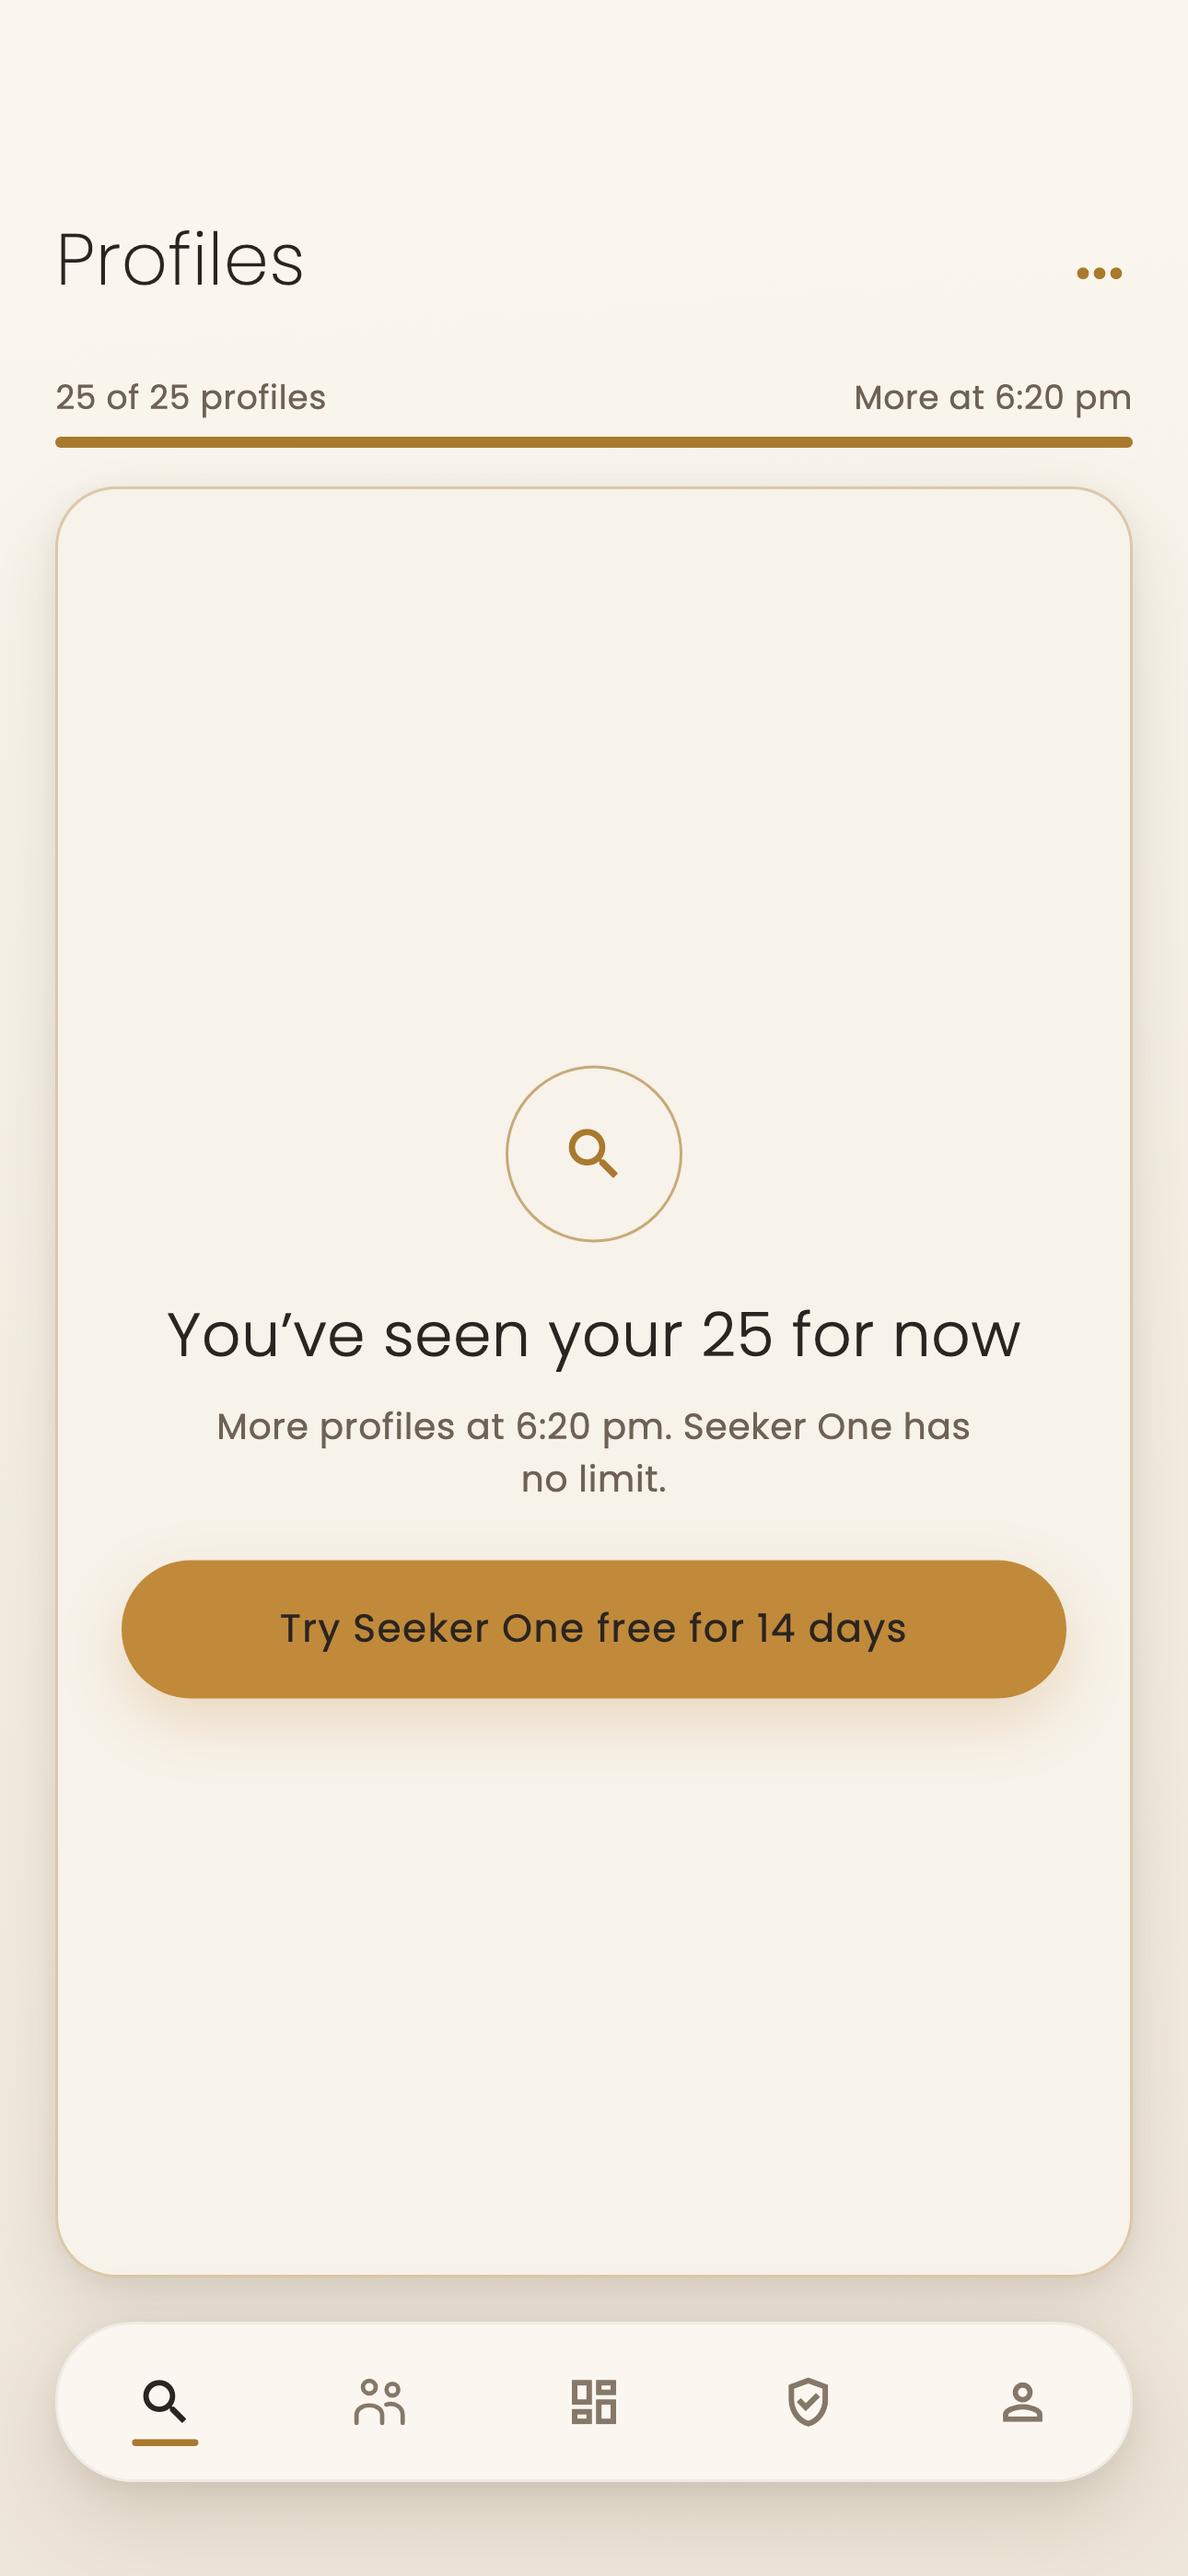 Profiles
25 of 25 profiles
More at 6:20 pm
You’ve seen your 25 for now
More profiles at 6:20 pm. Seeker One has
no limit.
Try Seeker One free for 14 days